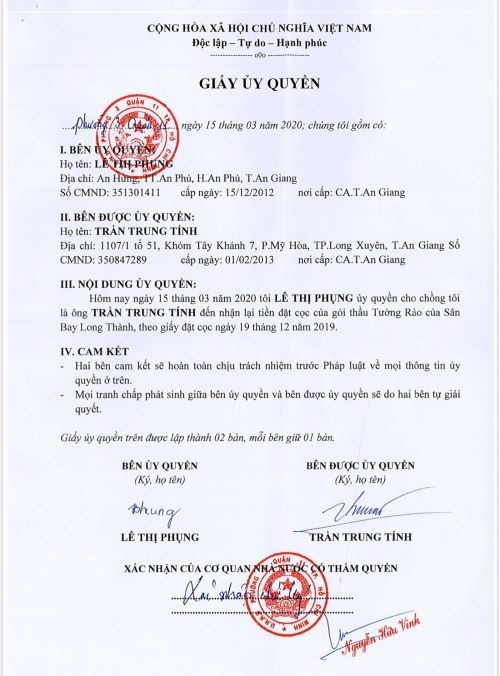 CỘNG HÒA XÃ HỘI CHỦ NGHĨA VIỆT NAM
Độc lập – Tự do – Hạnh phúc
---------------- o0o ----------------
GIẤY ỦY QUYỀN
Phường 3 Quận 11 ngày 15 tháng 03 năm 2020; chúng tôi gồm có:
I. BÊN ỦY QUYỀN:
Họ tên: LÊ THỊ PHỤNG
Địa chỉ: An Hưng, TT.An Phú, H.An Phú, T.An Giang
Số CMND: 351301411 cấp ngày: 15/12/2012 nơi cấp: CA.T.An Giang
II. BÊN ĐƯỢC ỦY QUYỀN:
Họ tên: TRẦN TRUNG TÍNH
Địa chỉ: 1107/1 tổ 51, Khóm Tây Khánh 7, P.Mỹ Hòa, TP.Long Xuyên, T.An Giang Số
CMND: 350847289 cấp ngày: 01/02/2013 nơi cấp: CA.T.An Giang
III. NỘI DUNG ỦY QUYỀN:
Hôm nay ngày 15 tháng 03 năm 2020 tôi LÊ THỊ PHỤNG ủy quyền cho chồng tôi
là ông TRẦN TRUNG TÍNH đến nhận lại tiền đặt cọc của gói thầu Tường Rào của Sân
Bay Long Thành, theo giấy đặt cọc ngày 19 tháng 12 năm 2019.
IV. CAM KẾT
- Hai bên cam kết sẽ hoàn toàn chịu trách nhiệm trước Pháp luật về mọi thông tin ủy
quyền ở trên.
- Mọi tranh chấp phát sinh giữa bên ủy quyền và bên được ủy quyền sẽ do hai bên tự giải
quyết.
Giấy ủy quyền trên được lập thành 02 bản, mỗi bên giữ 01 bản.
BÊN ỦY QUYỀN BÊN ĐƯỢC ỦY QUYỀN
(Ký, họ tên) (Ký, họ tên)
Phung
LÊ THỊ PHỤNG TRẦN TRUNG TÍNH
XÁC NHẬN CỦA CƠ QUAN NHÀ NƯỚC CÓ THẨM QUYỀN
Nguyễn Hữu Vinh